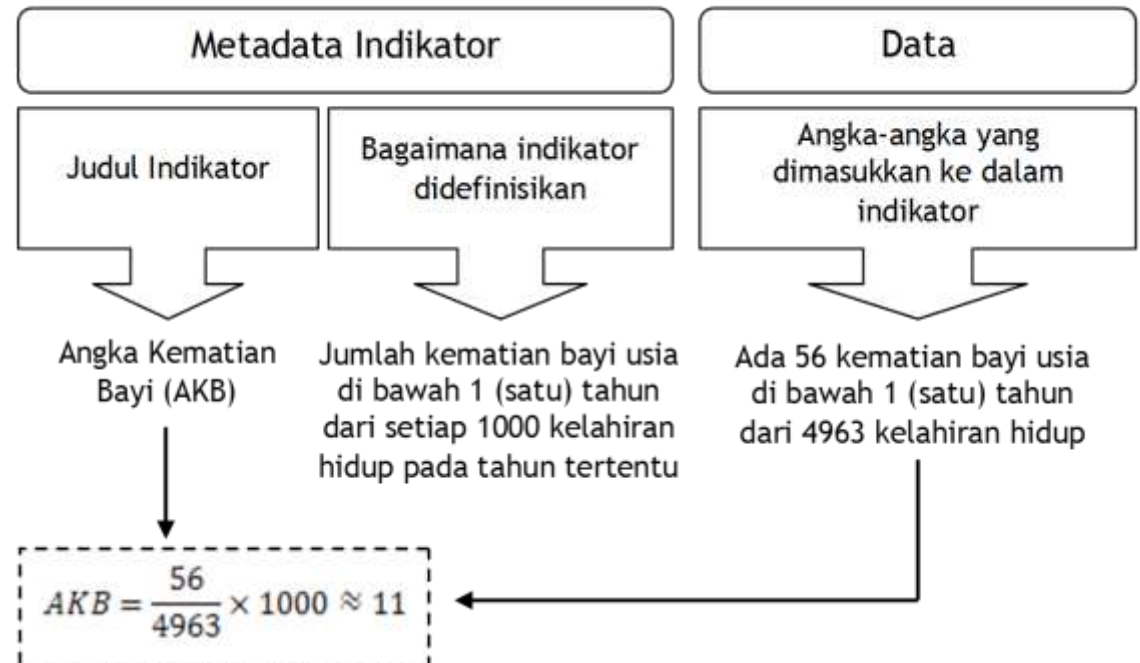 Metadata Indikator
Data
Judul Indikator
Bagaimana indikator
didefinisikan
Angka-angka yang
dimasukkan ke dalam
indikator
Angka Kematian
Bayi (AKB)
Jumlah kematian bayi usia
di bawah 1 (satu) tahun
dari setiap 1000 kelahiran
hidup pada tahun tertentu
Ada 56 kematian bayi usia
di bawah 1 (satu) tahun
dari 4963 kelahiran hidup
AKB = 56/4963 × 1000 ≈ 11